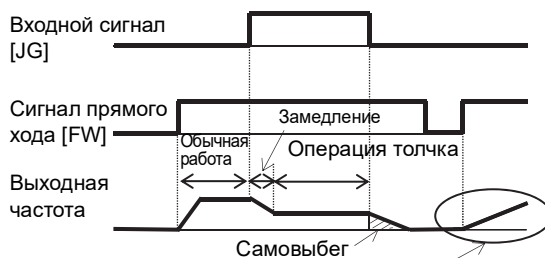 Входной сигнал
[JG]
Сигнал прямого
хода [FW]
Замедление
Обычная
работа
Операция толчка
Выходная
частота
Самовыбег